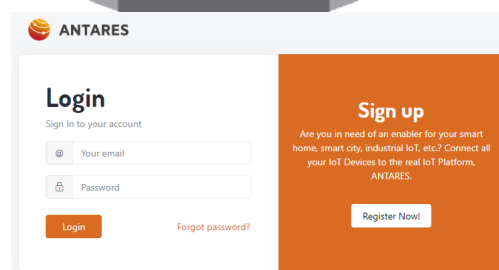 ANTARES
Login
Sign In to your account
@ Your email
Password
Login
Forgot password?
Sign up
Are you in need of an enabler for your smart
home, smart city, industrial IoT, etc.? Connect all
your IoT Devices to the real IoT Platform,
ANTARES.
Register Now!